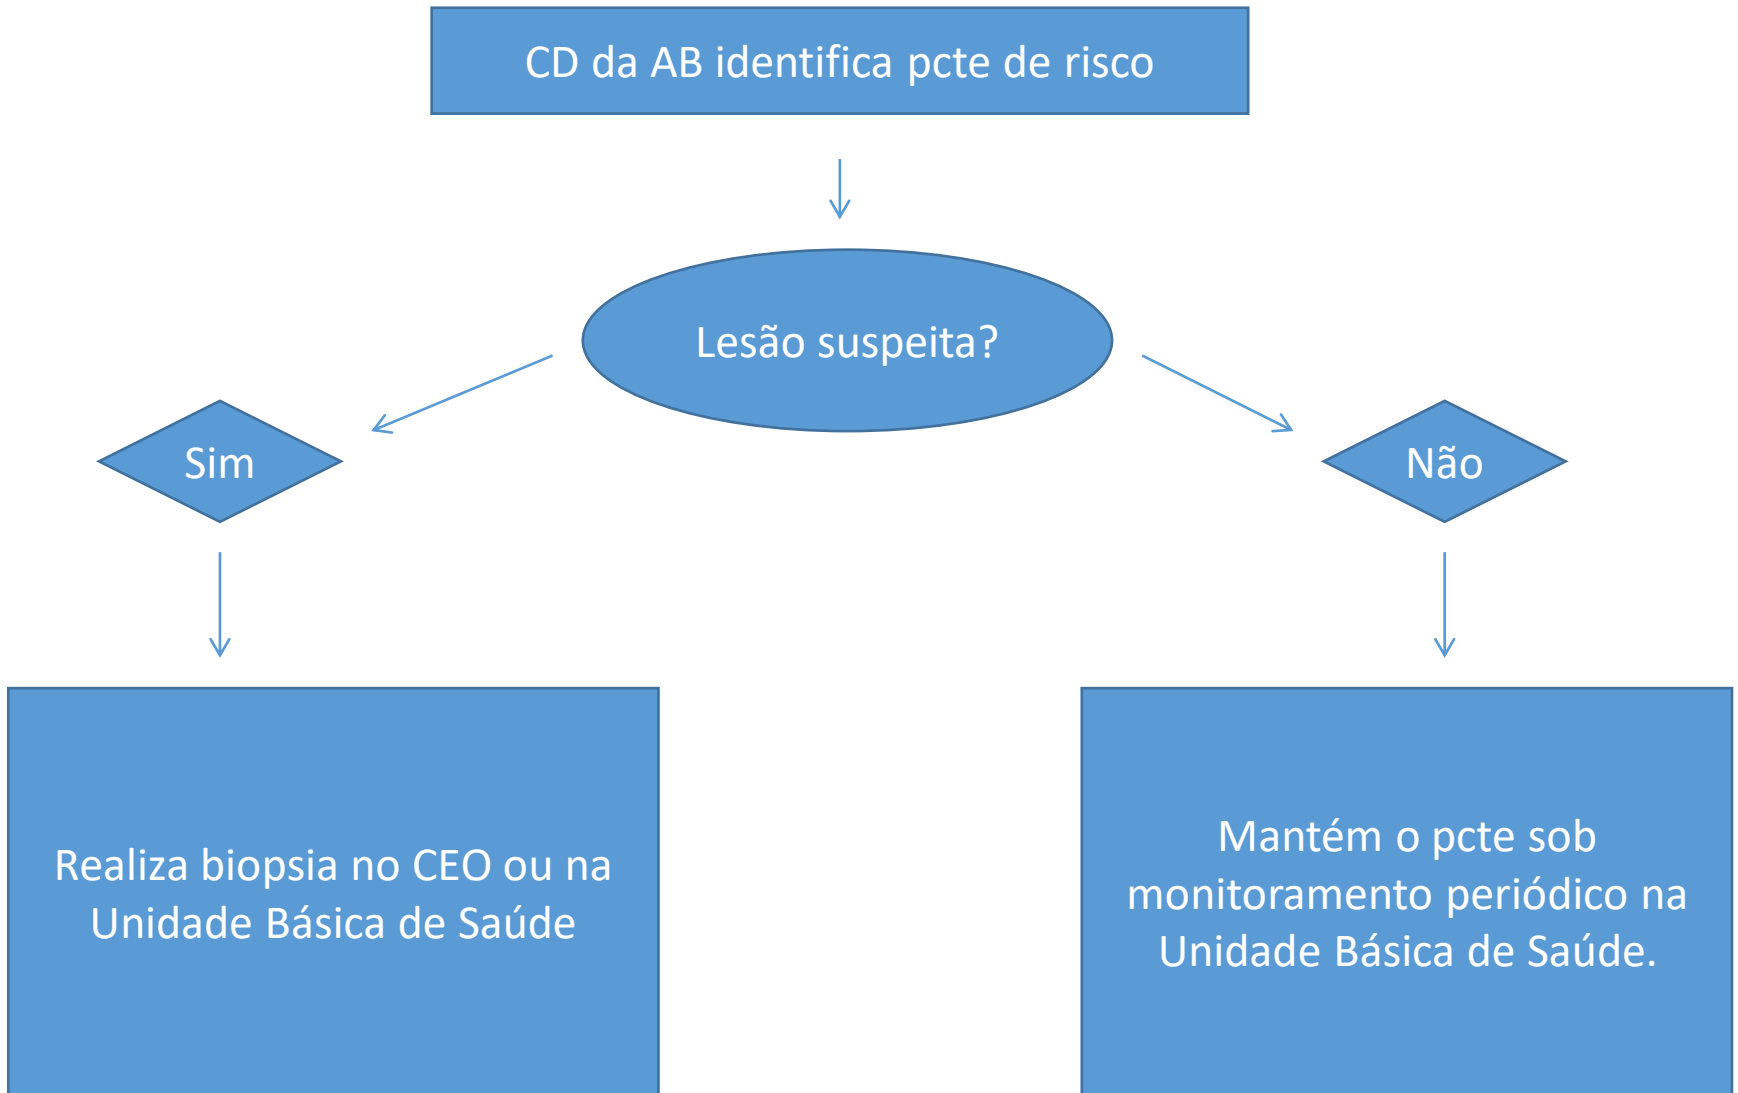 CD da AB identifica pcte de risco
Lesão suspeita?
Sim
Não
Realiza biopsia no CEO ou na
Unidade Básica de Saúde
Mantém o pcte sob
monitoramento periódico na
Unidade Básica de Saúde.